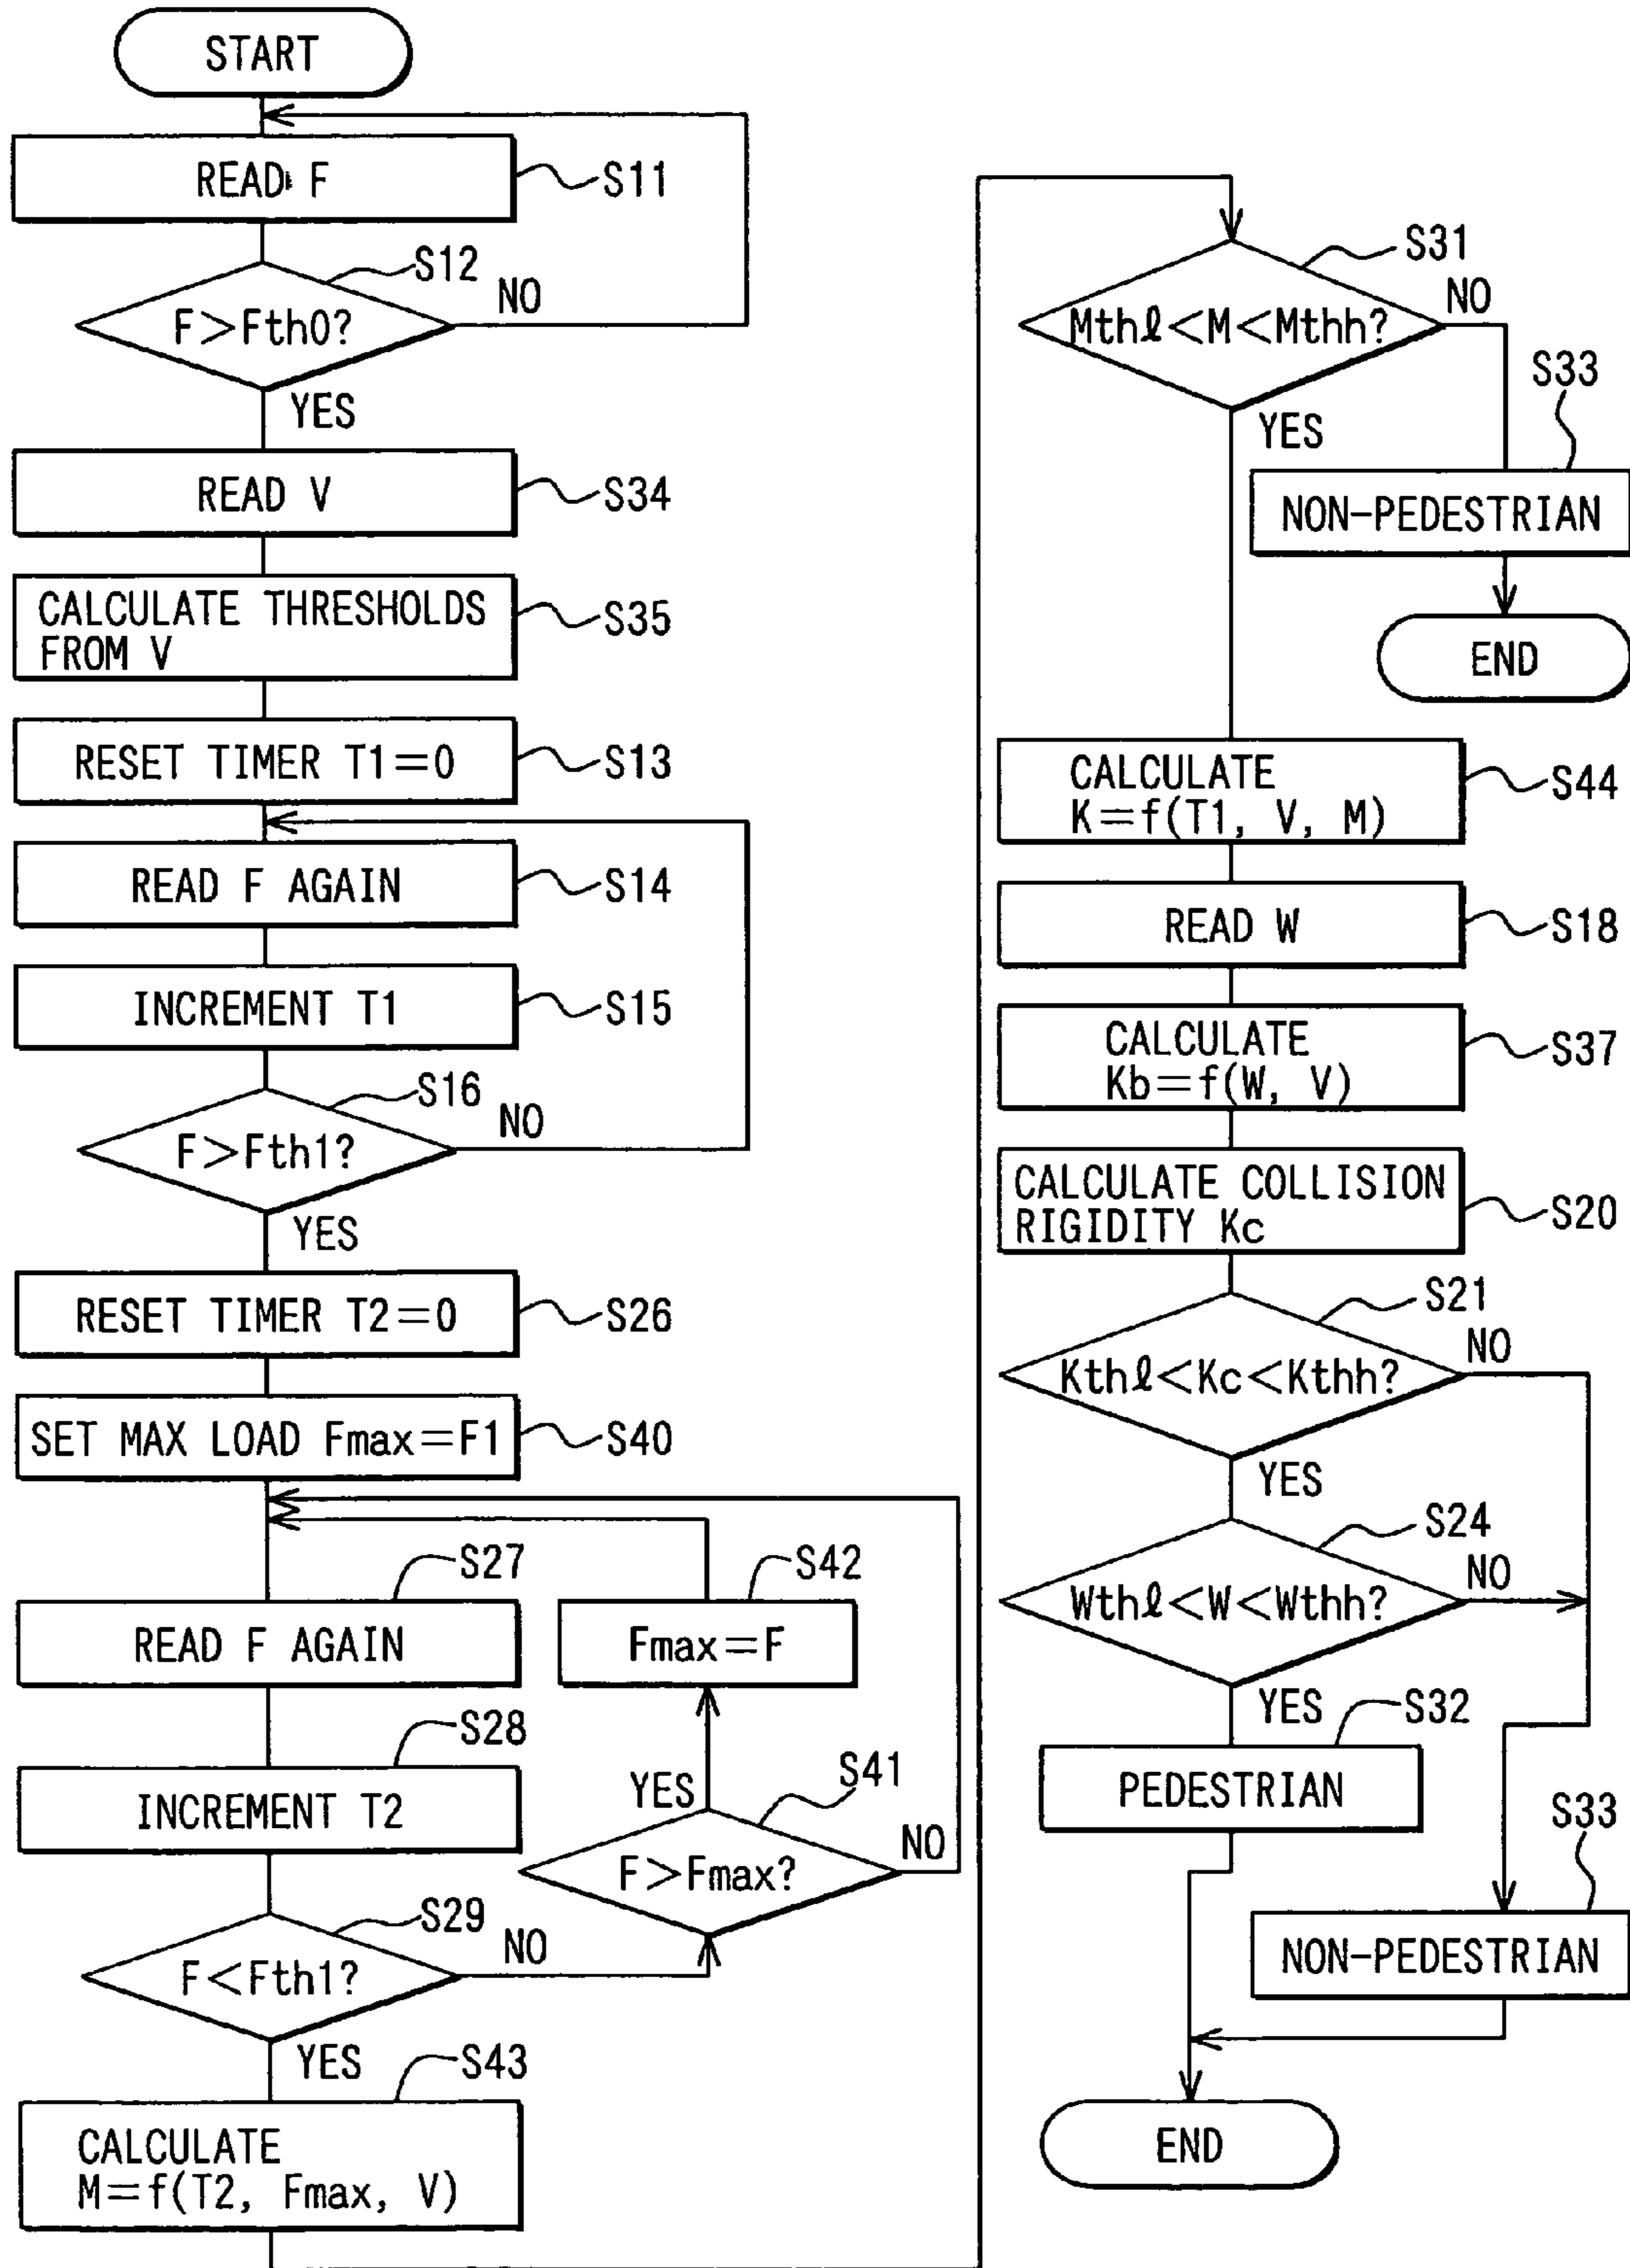 START
READ F
S11
S12
F>Fth0?
NO
YES
READ V
S34
CALCULATE THRESHOLDS
FROM V
S35
RESET TIMER T1=0
S13
READ F AGAIN
S14
INCREMENT T1
S15
S16
F>Fth1?
NO
YES
RESET TIMER T2=0
S26
SET MAX LOAD Fmax=F1
S40
S27
READ F AGAIN
S42
Fmax=F
S28
INCREMENT T2
YES
S41
F>Fmax?
NO
S29
F<Fth1?
NO
YES
S43
CALCULATE
M=f(T2, Fmax, V)
S31
Mthℓ<M<Mthh?
NO
YES
S33
NON-PEDESTRIAN
END
CALCULATE
K=f(T1, V, M)
S44
READ W
S18
CALCULATE
Kb=f(W, V)
S37
CALCULATE COLLISION
RIGIDITY Kc
S20
S21
Kthℓ<Kc<Kthh?
NO
YES
S24
Wthℓ<W<Wthh?
NO
YES
S32
PEDESTRIAN
S33
NON-PEDESTRIAN
END